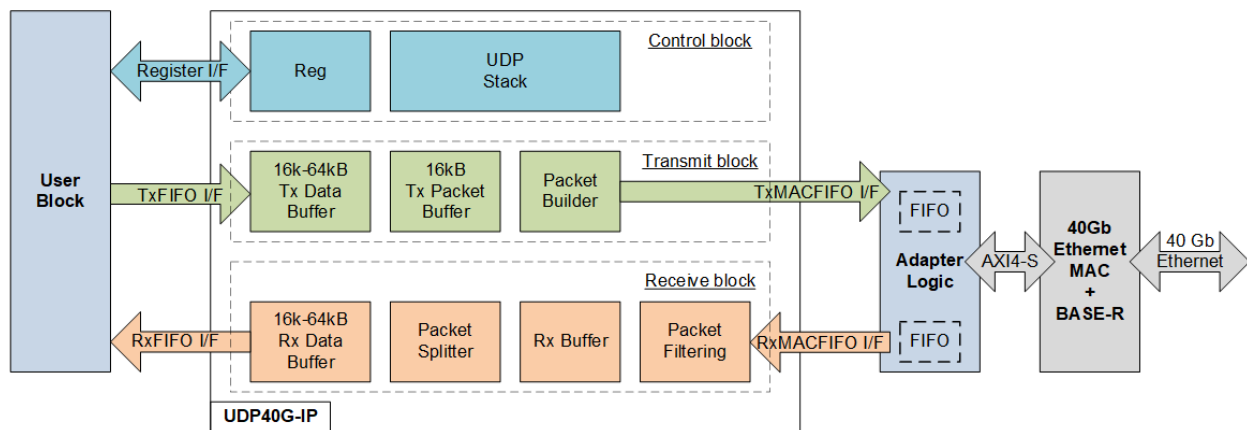 Control block
Register I/F
Reg
UDP
Stack
User
Block
Transmit block
TxFIFO I/F
16k-64kB
Tx Data
Buffer
16kB
Tx Packet
Buffer
Packet
Builder
TxMACFIFO I/F
FIFO
Adapter
Logic
FIFO
AXI4-S
40Gb
Ethernet
MAC
+
BASE-R
40 Gb
Ethernet
Receive block
RxFIFO I/F
16k-64kB
Rx Data
Buffer
Packet
Splitter
Rx Buffer
Packet
Filtering
RxMACFIFO I/F
UDP40G-IP